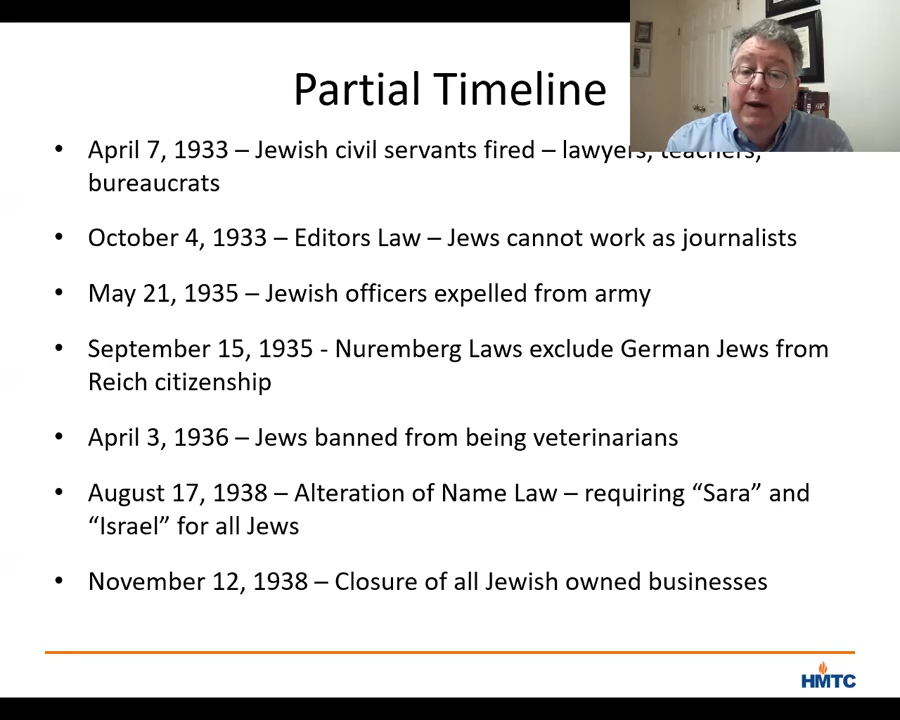 Partial Timeline
• April 7, 1933 – Jewish civil servants fired – lawyers, teachers,
bureaucrats
• October 4, 1933 – Editors Law – Jews cannot work as journalists
• May 21, 1935 – Jewish officers expelled from army
• September 15, 1935 - Nuremberg Laws exclude German Jews from
Reich citizenship
• April 3, 1936 – Jews banned from being veterinarians
• August 17, 1938 – Alteration of Name Law – requiring “Sara” and
“Israel” for all Jews
• November 12, 1938 – Closure of all Jewish owned businesses
HMTC